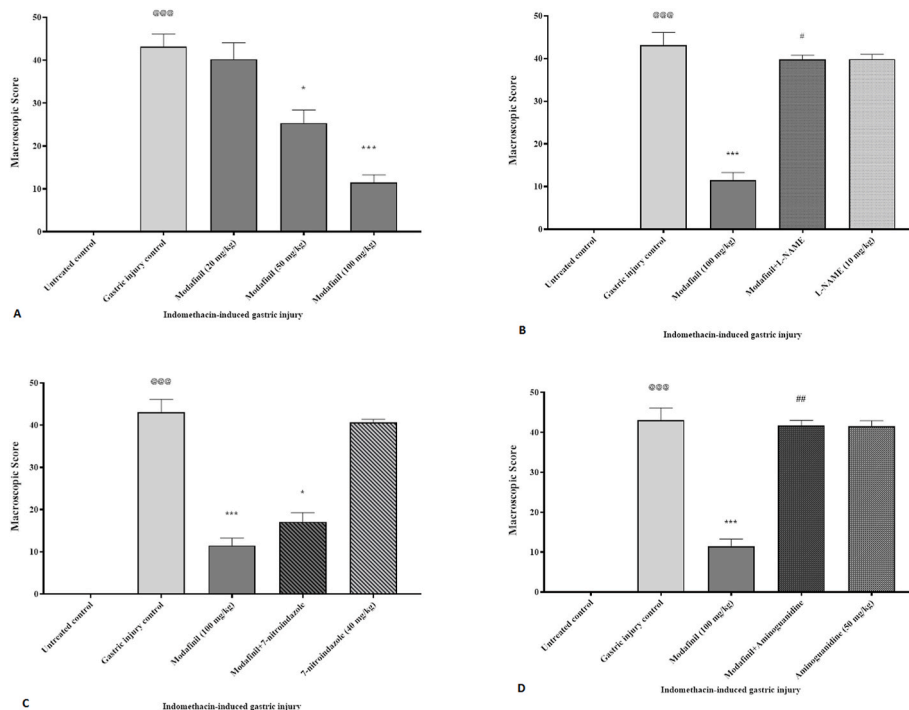 @@@
50
40
30
20
10
0
Macroscopic Score
*
***
Untreated control
Gastric injury control
Modafinil (20 mg/kg)
Modafinil (50 mg/kg)
Modafinil (100 mg/kg)
A
Indomethacin-induced gastric injury
@@@
50
40
30
20
10
0
Macroscopic Score
***
#
Untreated control
Gastric injury control
Modafinil (100 mg/kg)
Modafinil+L-NAME
L-NAME (10 mg/kg)
B
Indomethacin-induced gastric injury
@@@
50
40
30
20
10
0
Macroscopic Score
***
*
Untreated control
Gastric injury control
Modafinil (100 mg/kg)
Modafinil+7-nitroindazole
7-nitroindazole (40 mg/kg)
C
Indomethacin-induced gastric injury
@@@
50
40
30
20
10
0
Macroscopic Score
***
##
Untreated control
Gastric injury control
Modafinil (100 mg/kg)
Modafinil+Aminoguanidine
Aminoguanidine (50 mg/kg)
D
Indomethacin-induced gastric injury